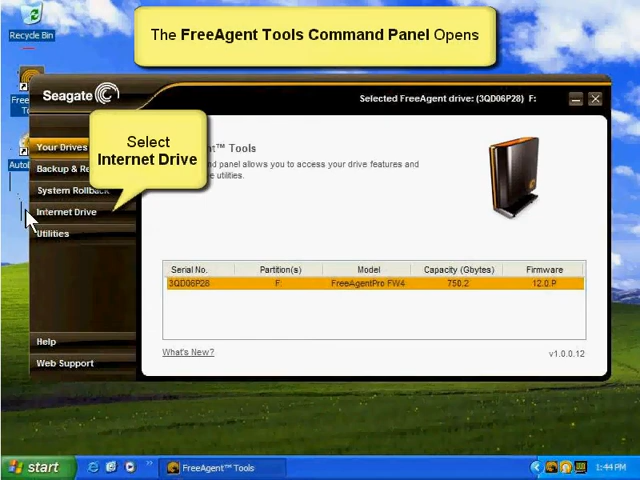 The FreeAgent Tools Command Panel Opens
Recycle Bin
Seagate
Selected FreeAgent drive: (3QD06P28) F:
Select
Internet Drive
Your Drives
™ Tools
panel allows you to access your drive features and
utilities.
System Rollback
Internet Drive
Utilities
Serial No. Partition(s) Model Capacity (Gbytes) Firmware
3QD06P28 F: FreeAgentPro FW4 750.2 12.0.P
Help
What's New?
v1.0.0.12
Web Support
start
FreeAgent™ Tools
1:44 PM